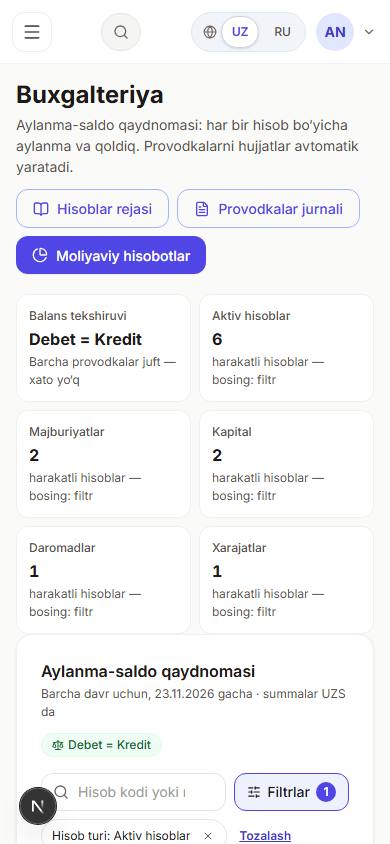 UZ RU AN
Buxgalteriya
Aylanma-saldo qaydnomasi: har bir hisob bo‘yicha
aylanma va qoldiq. Provodkalarni hujjatlar avtomatik
yaratadi.
Hisoblar rejasi Provodkalar jurnali
Moliyaviy hisobotlar
Balans tekshiruvi
Debet = Kredit
Barcha provodkalar juft —
xato yo‘q
Aktiv hisoblar
6
harakatli hisoblar —
bosing: filtr
Majburiyatlar
2
harakatli hisoblar —
bosing: filtr
Kapital
2
harakatli hisoblar —
bosing: filtr
Daromadlar
1
harakatli hisoblar —
bosing: filtr
Xarajatlar
1
harakatli hisoblar —
bosing: filtr
Aylanma-saldo qaydnomasi
Barcha davr uchun, 23.11.2026 gacha · summalar UZS
da
Debet = Kredit
Hisob kodi yoki Filtrlar 1
N
Hisob turi: Aktiv hisoblar × Tozalash